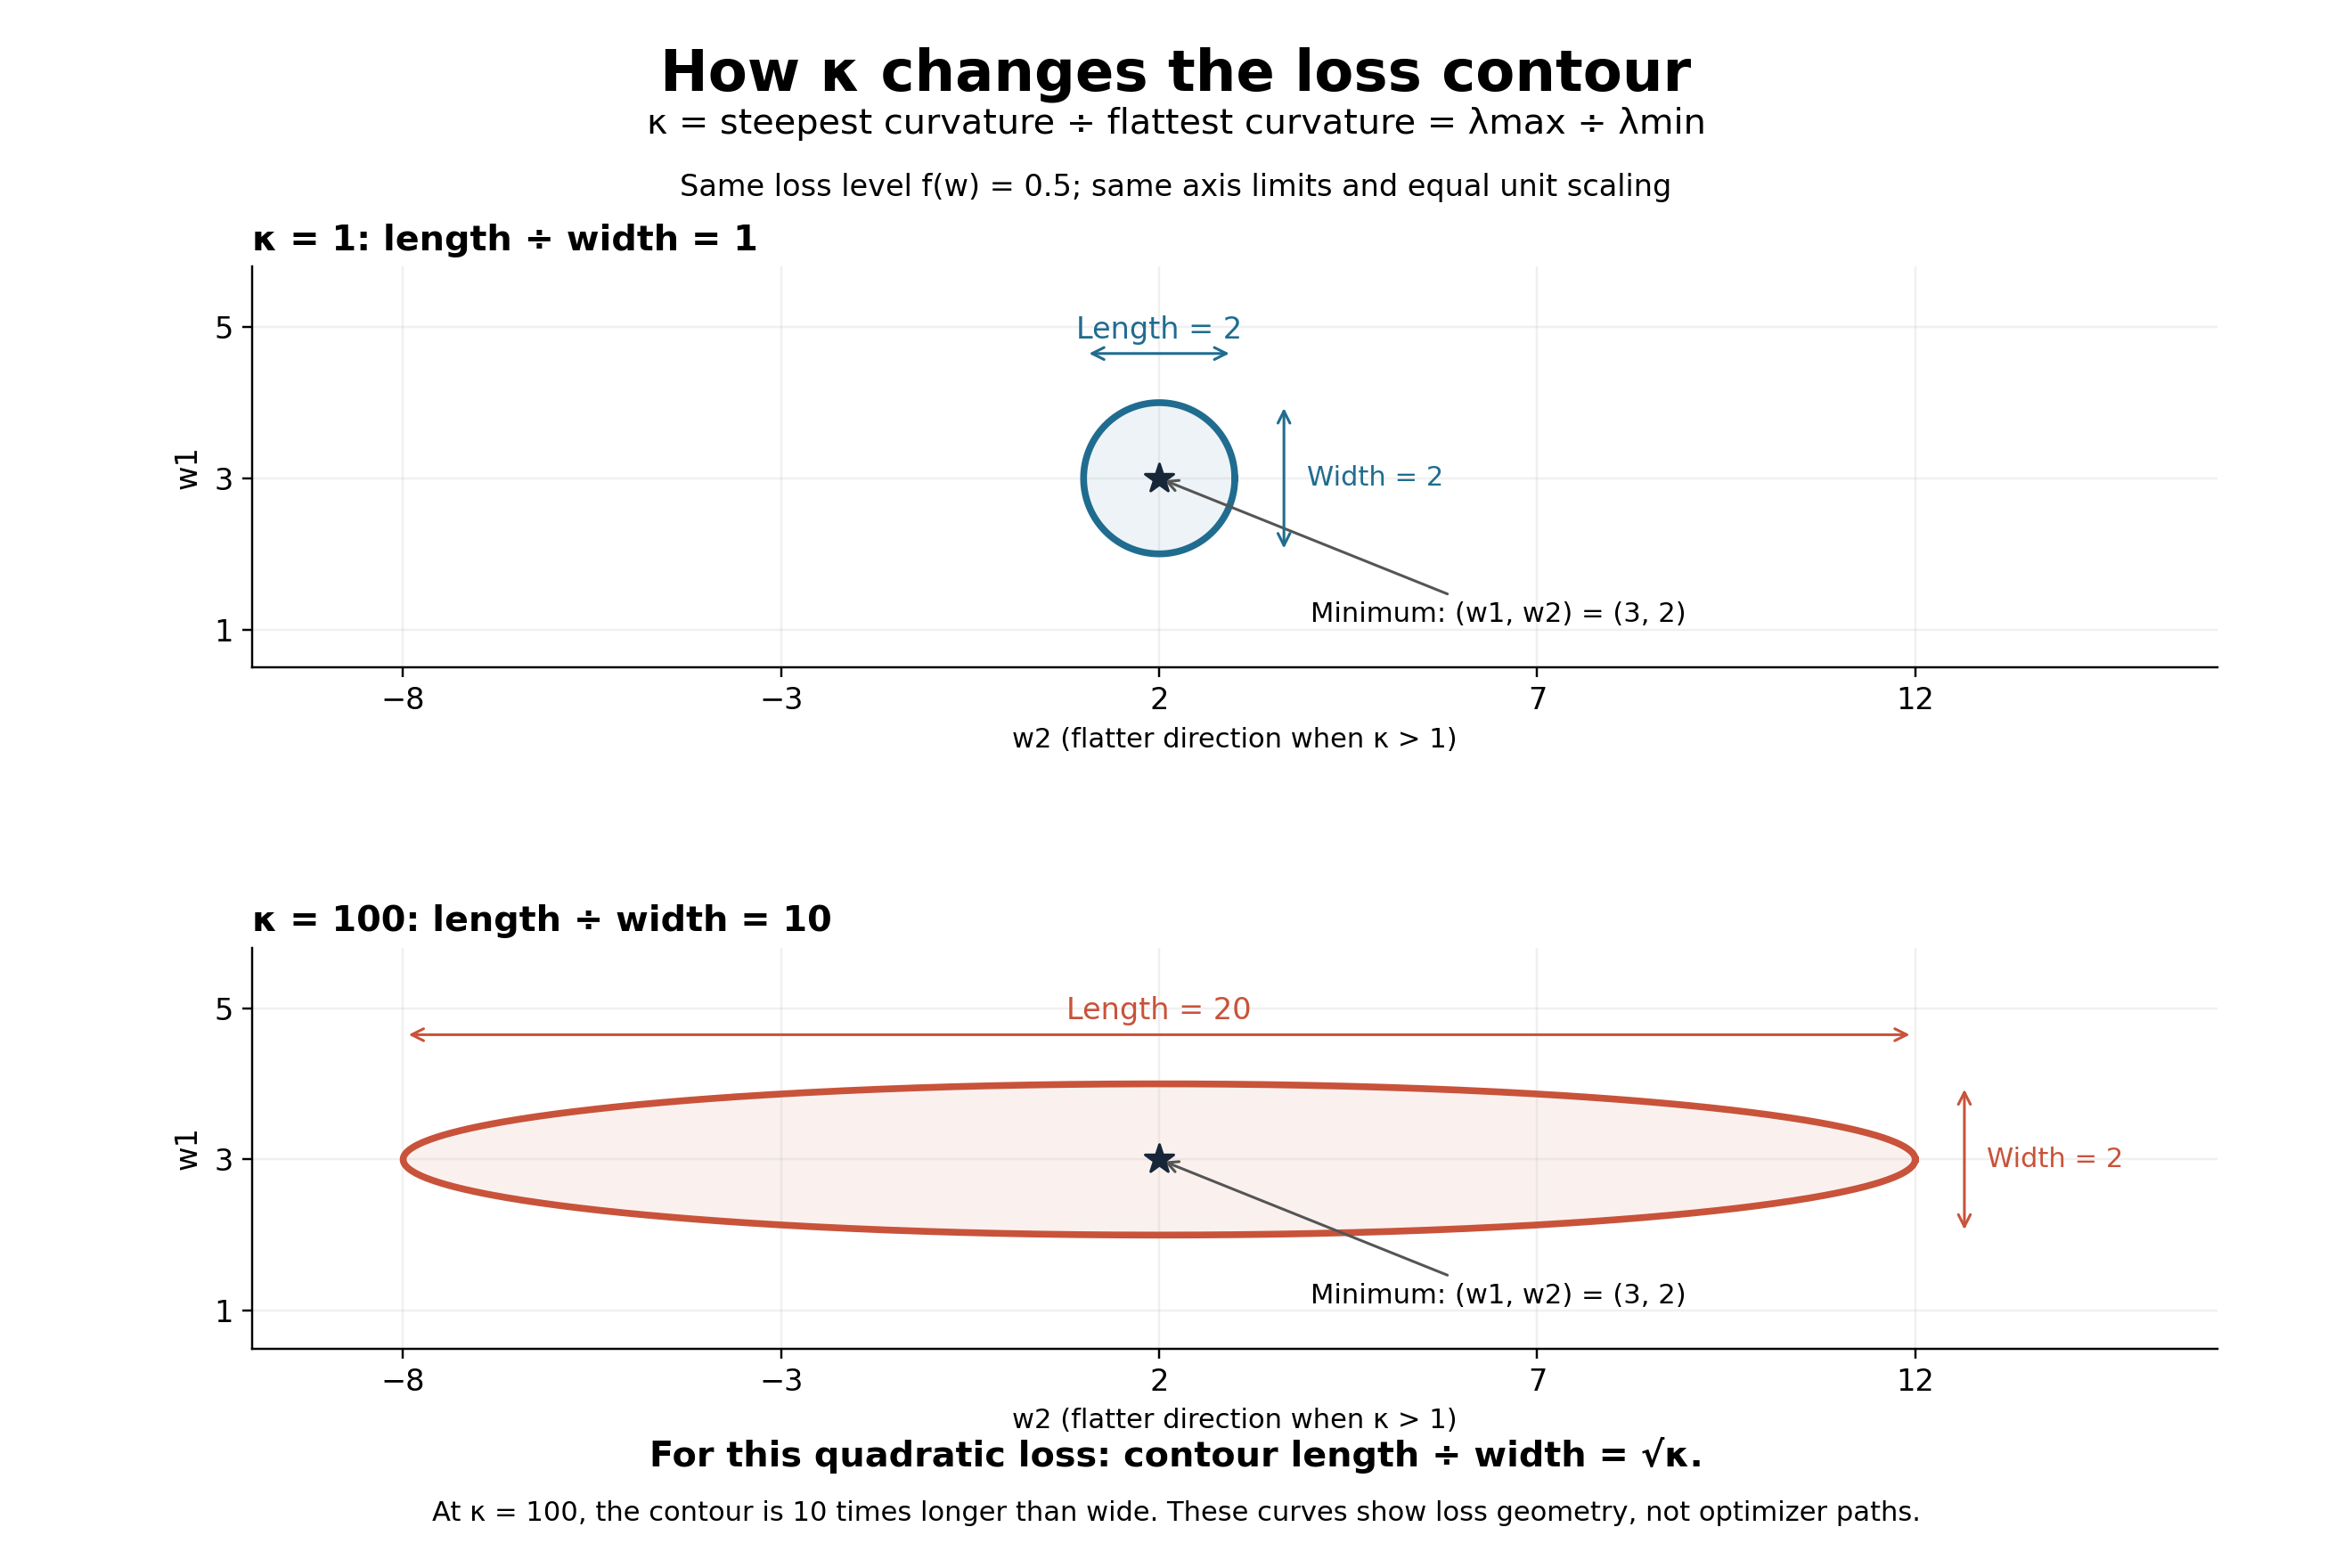 How κ changes the loss contour
κ = steepest curvature ÷ flattest curvature = λmax ÷ λmin
Same loss level f(w) = 0.5; same axis limits and equal unit scaling
κ = 1: length ÷ width = 1
5
Length = 2
w1
3
Width = 2
Minimum: (w1, w2) = (3, 2)
1
−8 −3 2 7 12
w2 (flatter direction when κ > 1)
κ = 100: length ÷ width = 10
5
Length = 20
w1
3
Width = 2
Minimum: (w1, w2) = (3, 2)
1
−8 −3 2 7 12
w2 (flatter direction when κ > 1)
For this quadratic loss: contour length ÷ width = √κ.
At κ = 100, the contour is 10 times longer than wide. These curves show loss geometry, not optimizer paths.